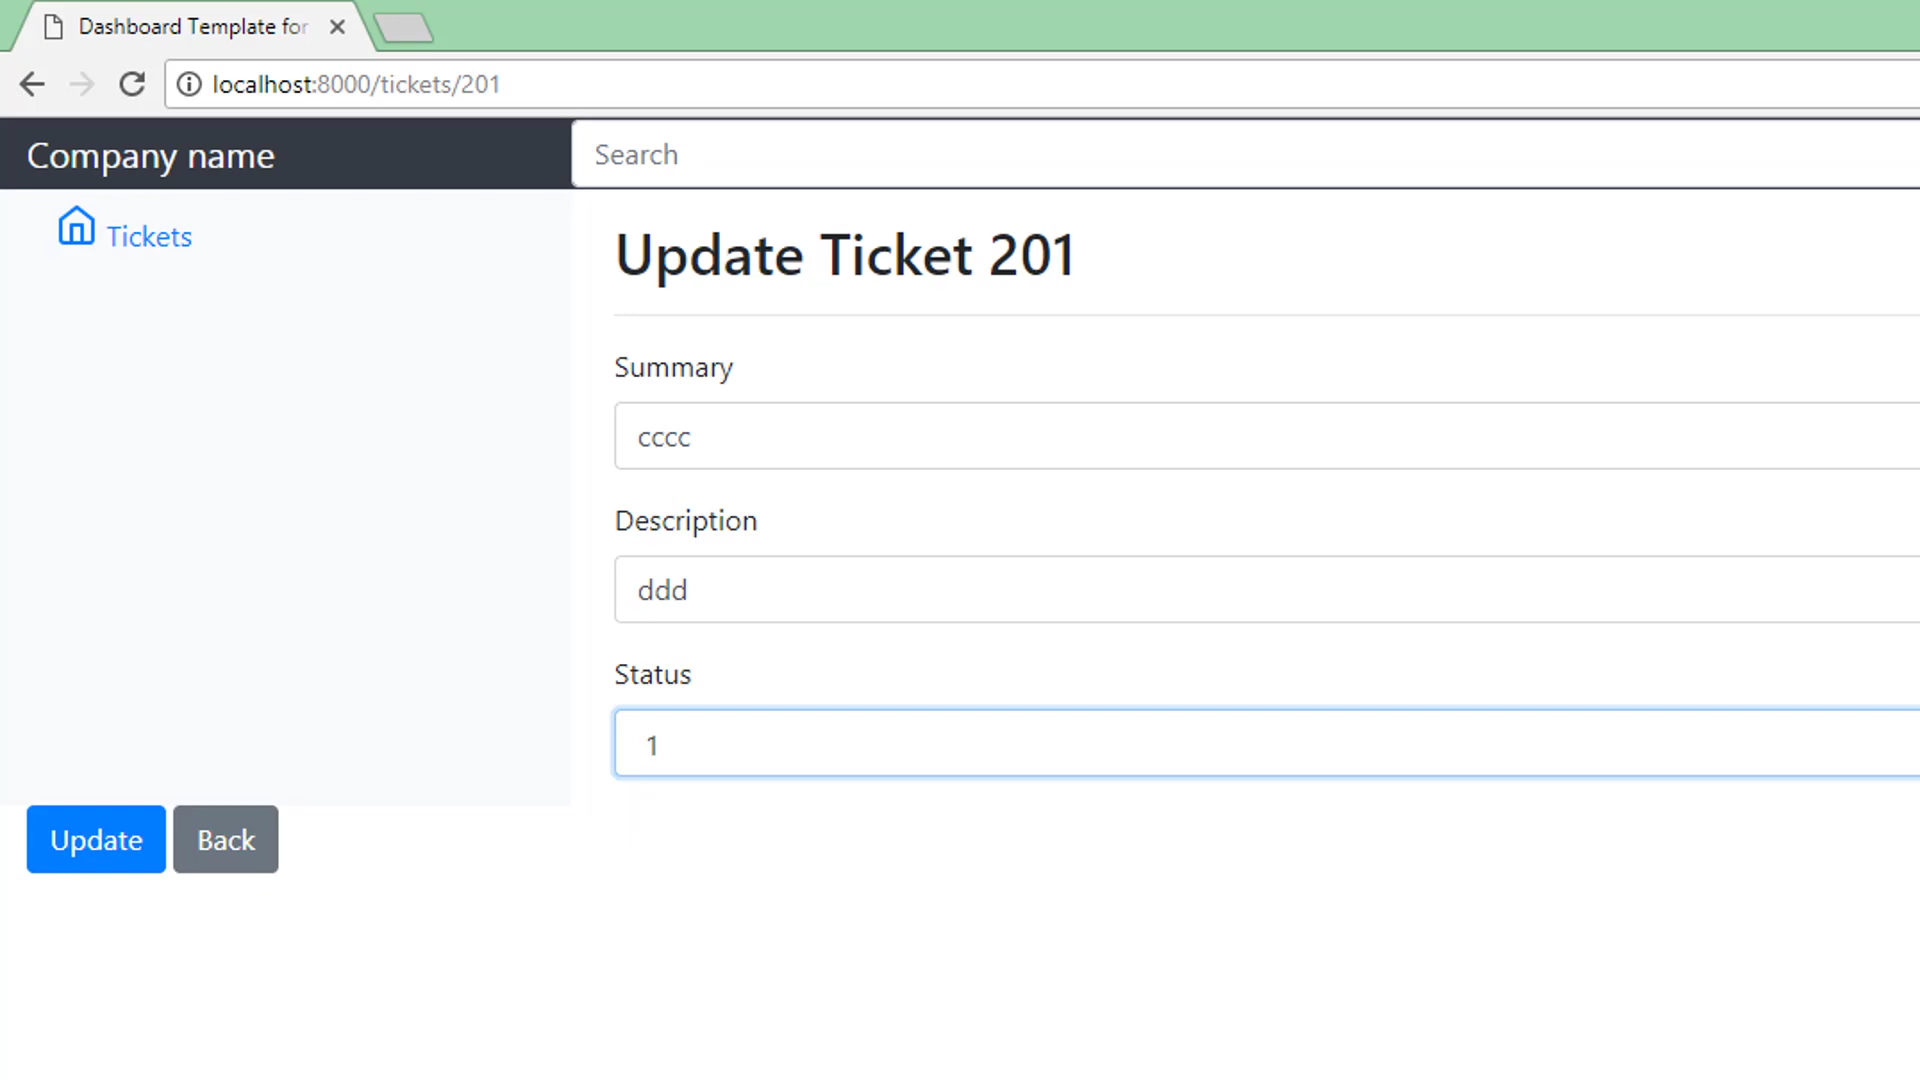 Dashboard Template for
localhost:8000/tickets/201
Company name
Search
Tickets
Update Ticket 201
Summary
cccc
Description
ddd
Status
1
Update
Back